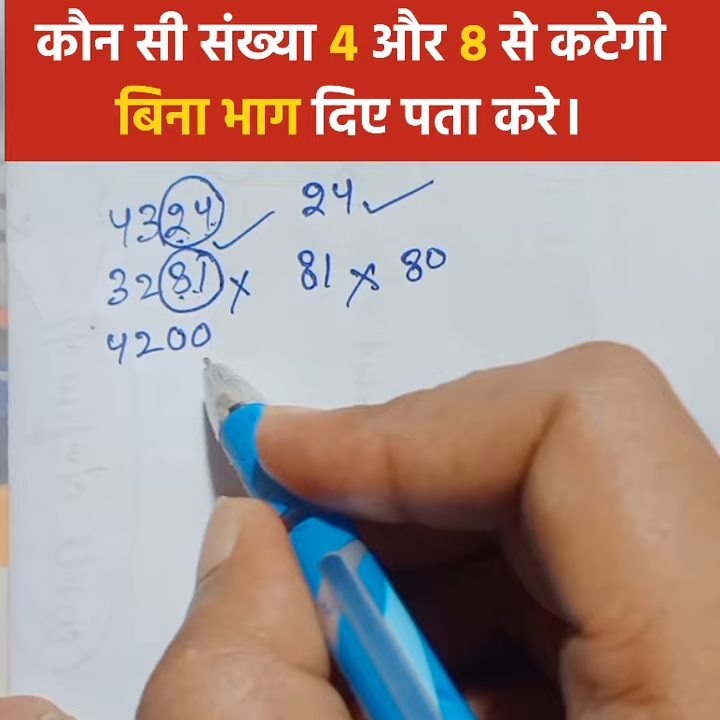 कौन सी संख्या 4 और 8 से कटेगी
बिना भाग दिए पता करे।
4324 ✓ 24 ✓
3281 x 81 x 80
4200